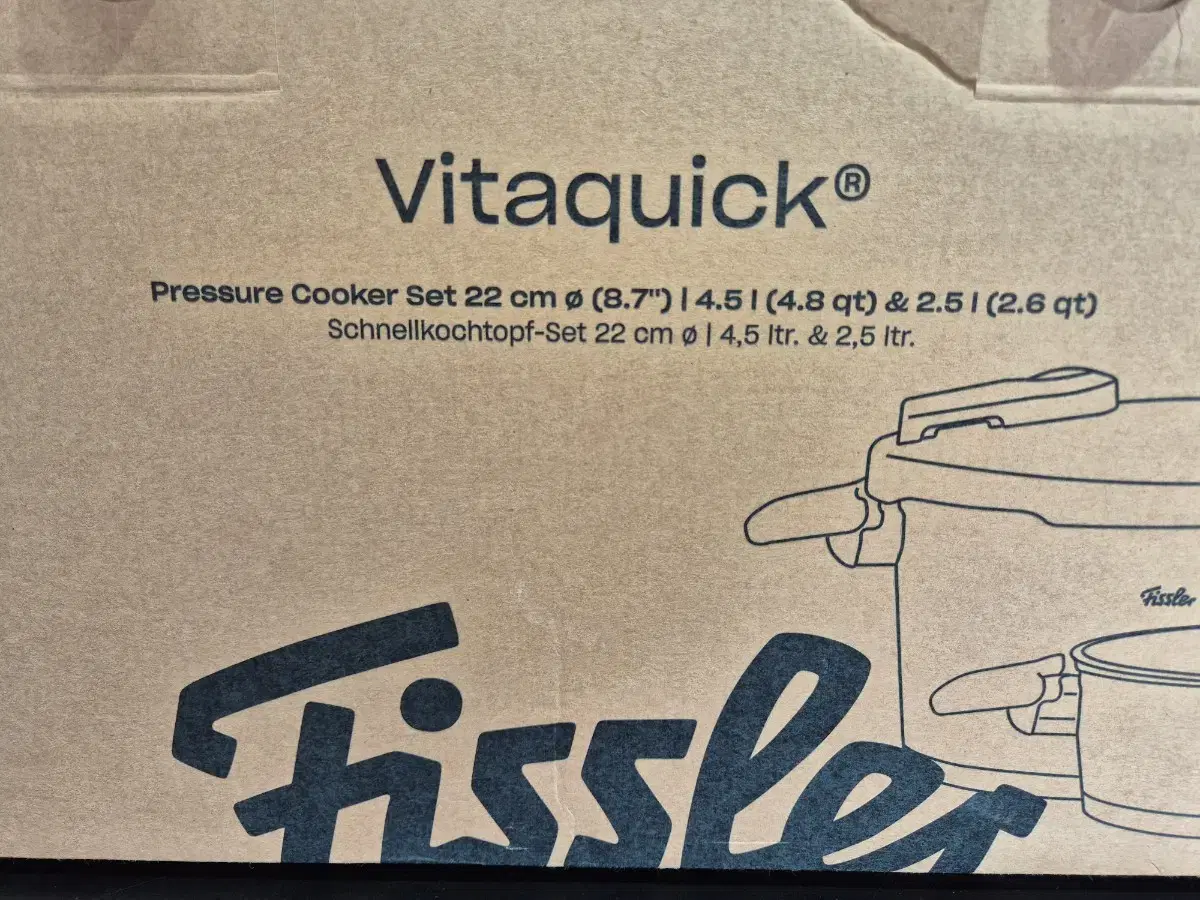 Vitaquick®
Pressure Cooker Set 22 cm ø (8.7") | 4.5 l (4.8 qt) & 2.5 l (2.6 qt)
Schnellkochtopf-Set 22 cm ø | 4,5 ltr. & 2,5 ltr.
Fissler
Fissler